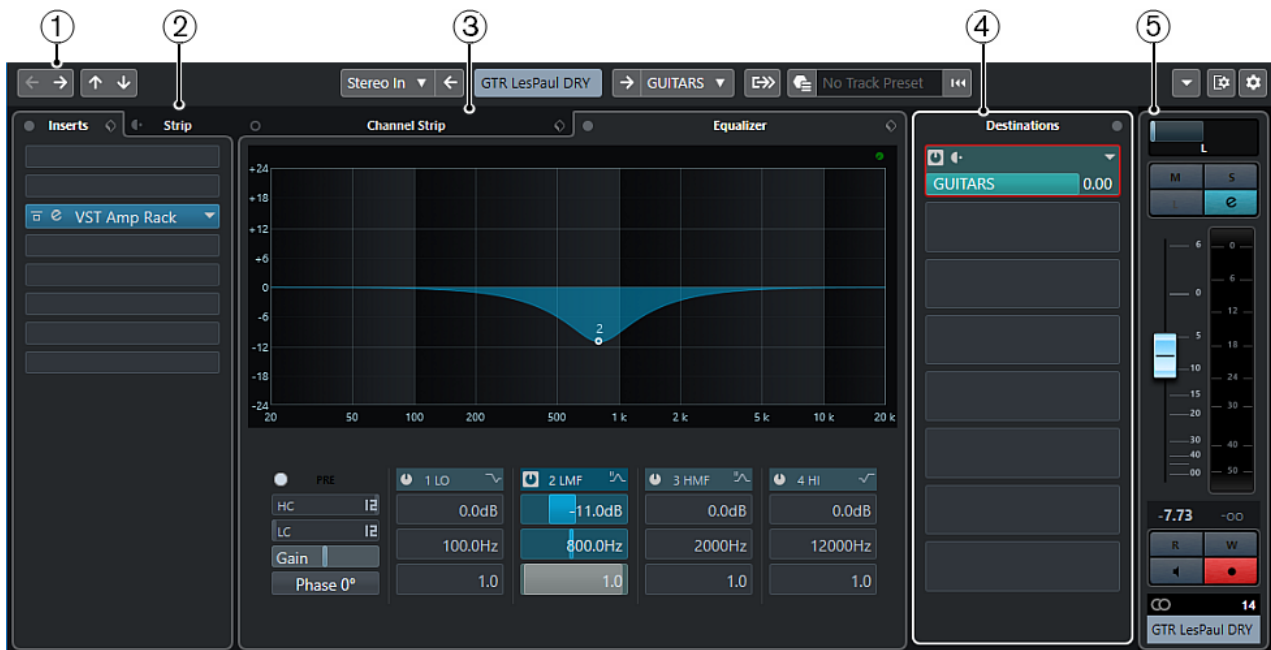 1 2 3 4 5
Stereo In GTR LesPaul DRY GUITARS No Track Preset
Inserts Strip Channel Strip Equalizer Destinations
VST Amp Rack
+24
+18
+12
+6
0
-6
-12
-18
-24
2
20 50 100 200 500 1 k 2 k 5 k 10 k 20 k
PRE
HC 12
LC 12
Gain
Phase 0°
1 LO
0.0dB
100.0Hz
1.0
2 LMF
-11.0dB
800.0Hz
1.0
3 HMF
0.0dB
2000Hz
1.0
4 HI
0.0dB
12000Hz
1.0
GUITARS 0.00
L
M S
L e
6
0
5
10
15
20
30
40
00
0
6
12
18
24
30
40
50
-7.73 -oo
R W
14
GTR LesPaul DRY